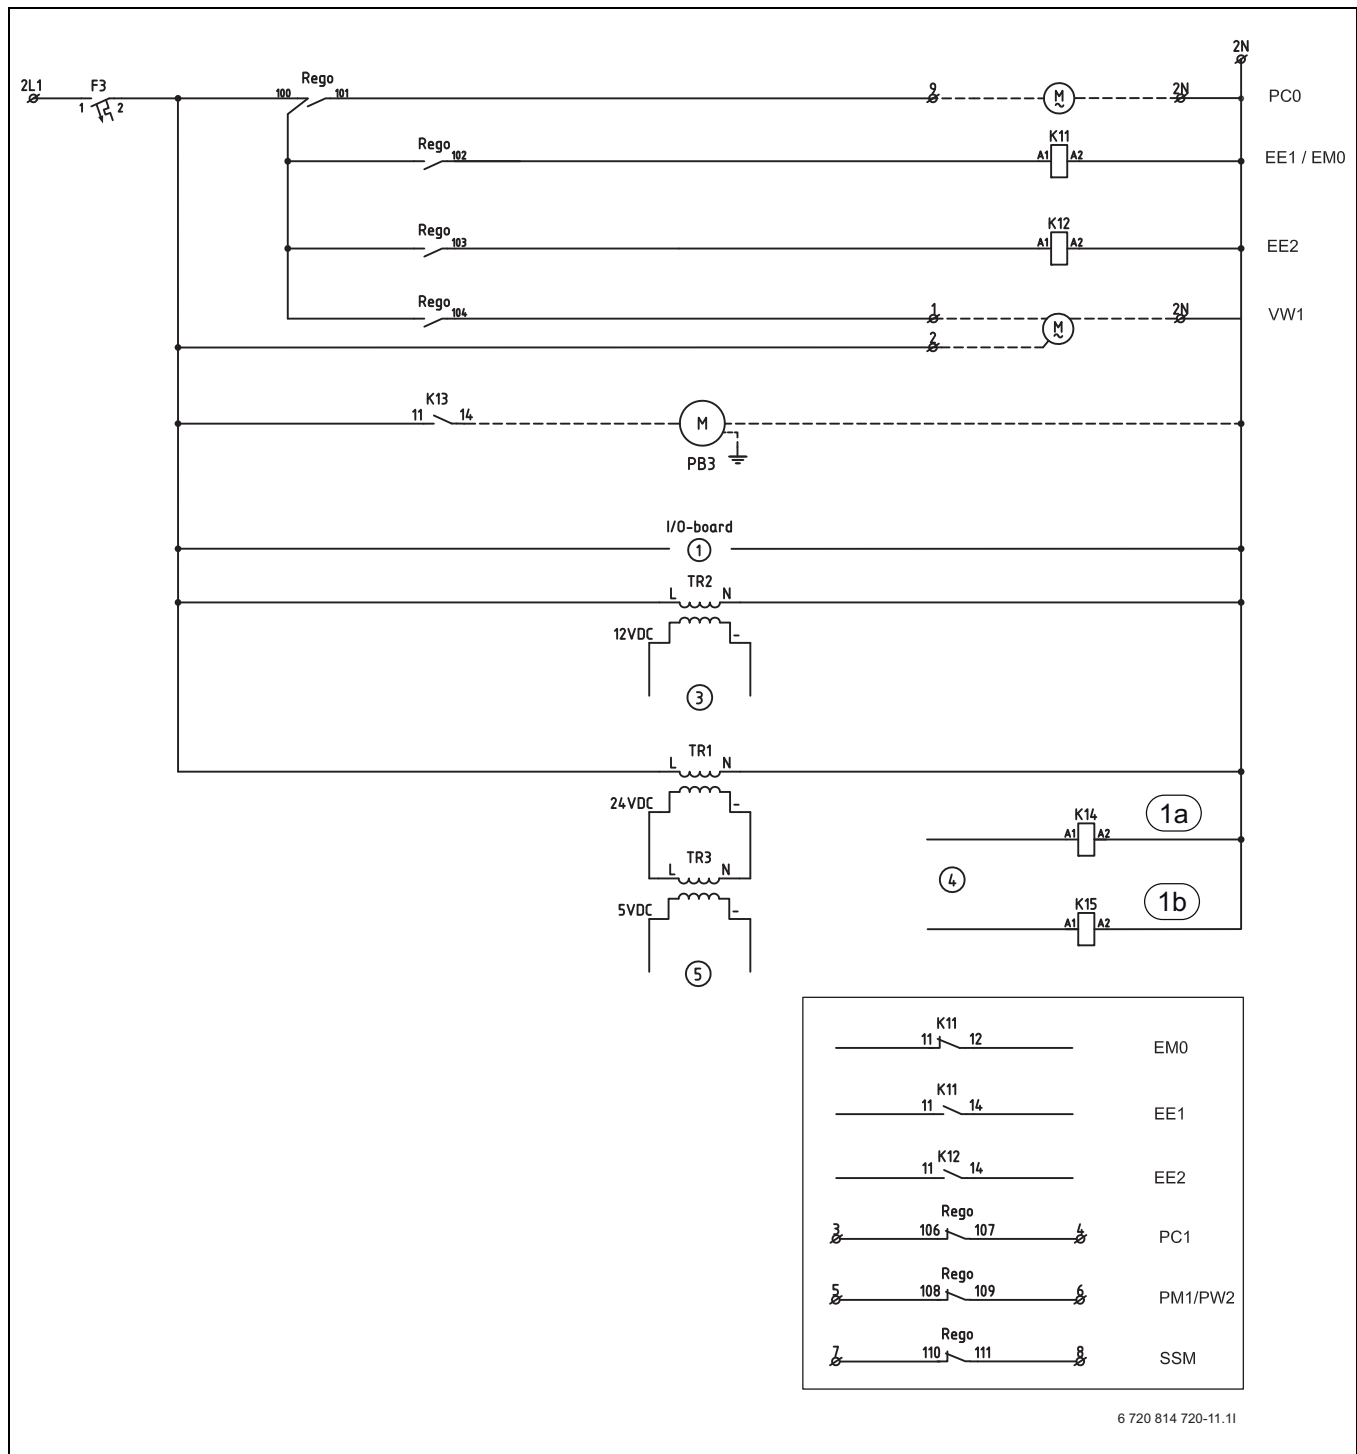 2N
2L1 F3 Rego
1 2 100 101 9 M ~ 2N PC0
Rego 102 K11 A1 A2 EE1 / EM0
Rego 103 K12 A1 A2 EE2
Rego 104 1 2N VW1
2 M ~
K13
11 14 M
PB3
I/O-board
1
TR2
L N
12VDC -
3
TR1
L N
24VDC -
K14 1a
A1 A2
TR3
L N
4
5VDC -
K15 1b
A1 A2
5
K11
11 12 EM0
K11
11 14 EE1
K12
11 14 EE2
Rego
3 106 107 4 PC1
Rego
5 108 109 6 PM1/PW2
Rego
7 110 111 8 SSM
6 720 814 720-11.1I